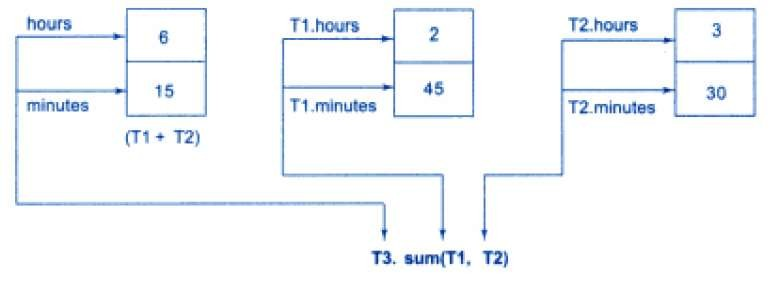 hours
6
minutes
15
(T1 + T2)
T1.hours
2
T1.minutes
45
T2.hours
3
T2.minutes
30
T3. sum(T1, T2)